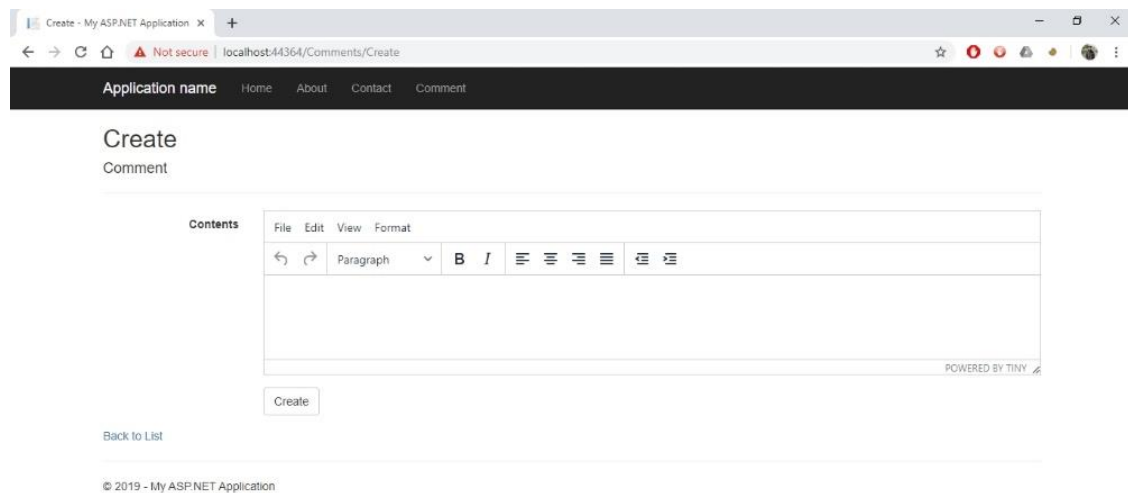 Create - My ASP.NET Application
Not secure | localhost:44364/Comments/Create
Application name Home About Contact Comment
Create
Comment
Contents
File Edit View Format
Paragraph B I
POWERED BY TINY
Create
Back to List
© 2019 - My ASP.NET Application